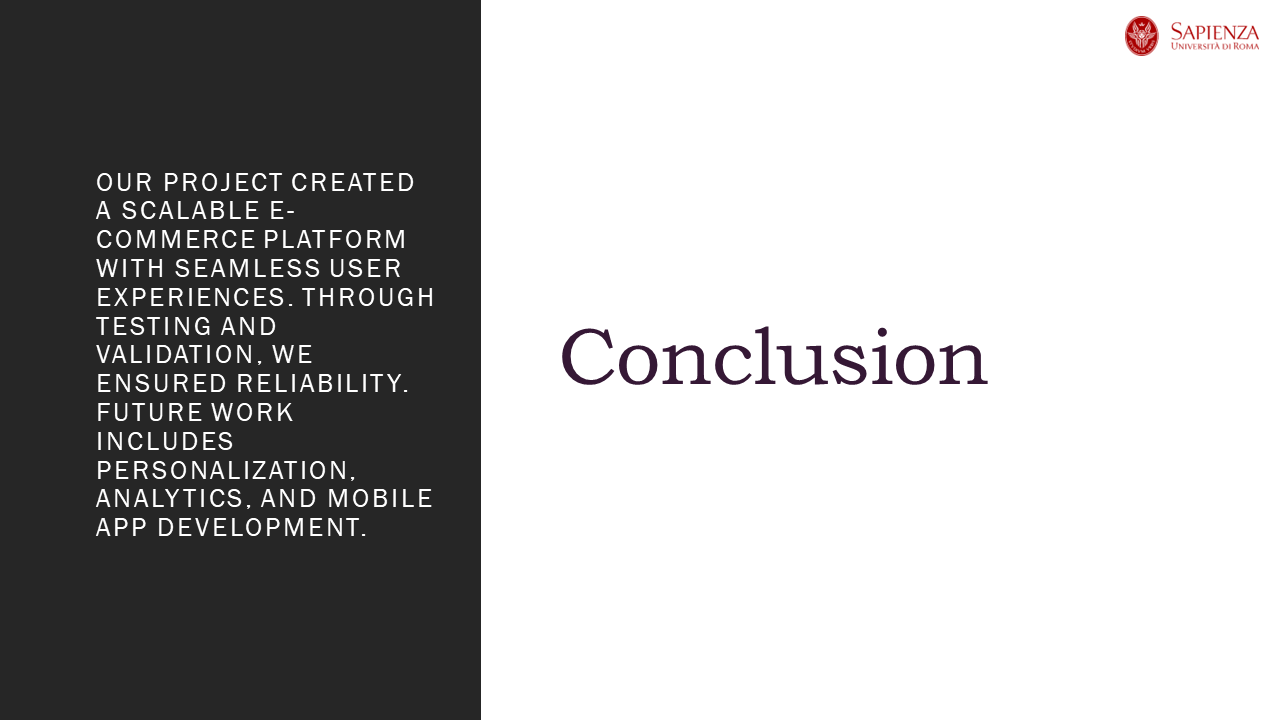 SAPIENZA
UNIVERSITÀ DI ROMA
OUR PROJECT CREATED
A SCALABLE E-
COMMERCE PLATFORM
WITH SEAMLESS USER
EXPERIENCES. THROUGH
TESTING AND
VALIDATION, WE
ENSURED RELIABILITY.
FUTURE WORK
INCLUDES
PERSONALIZATION,
ANALYTICS, AND MOBILE
APP DEVELOPMENT.
Conclusion